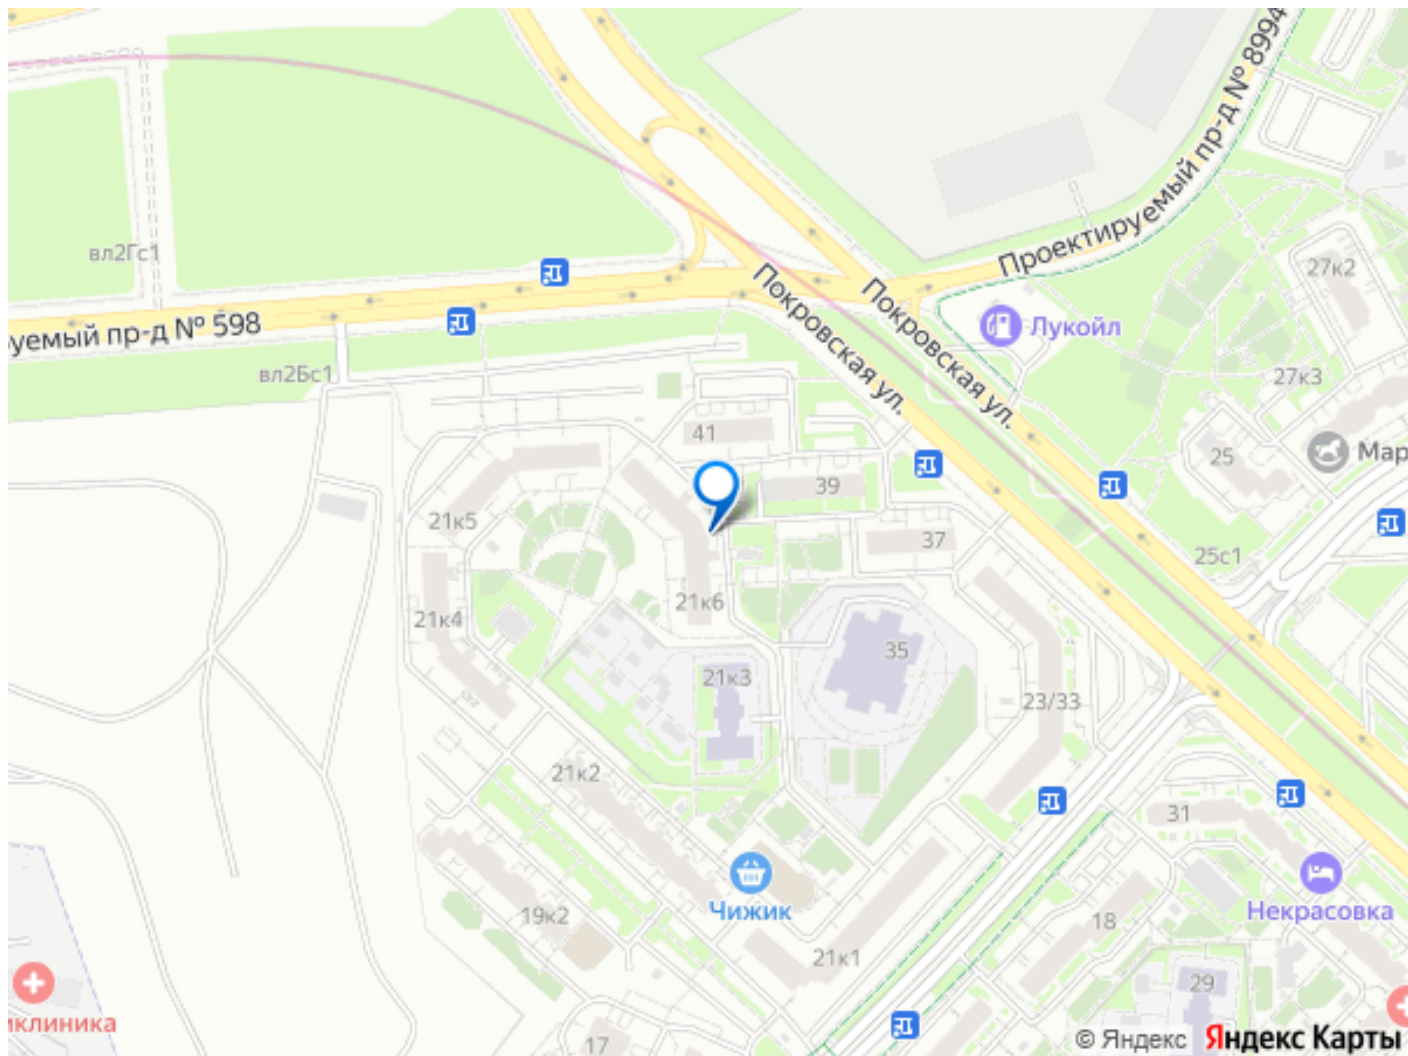 Проектируемый пр-д № 8994
вл2Гс1
27к2
Покровская ул.
Покровская ул.
Лукойл
уемый пр-д № 598
вл2Бс1
27к3
41
25
Мар
39
21к5
37
25с1
21к6
21к4
35
21к3
23/33
21к2
31
Чижик
Некрасовка
19к2
18
21к1
29
иклиника
17
© Яндекс Яндекс Карты